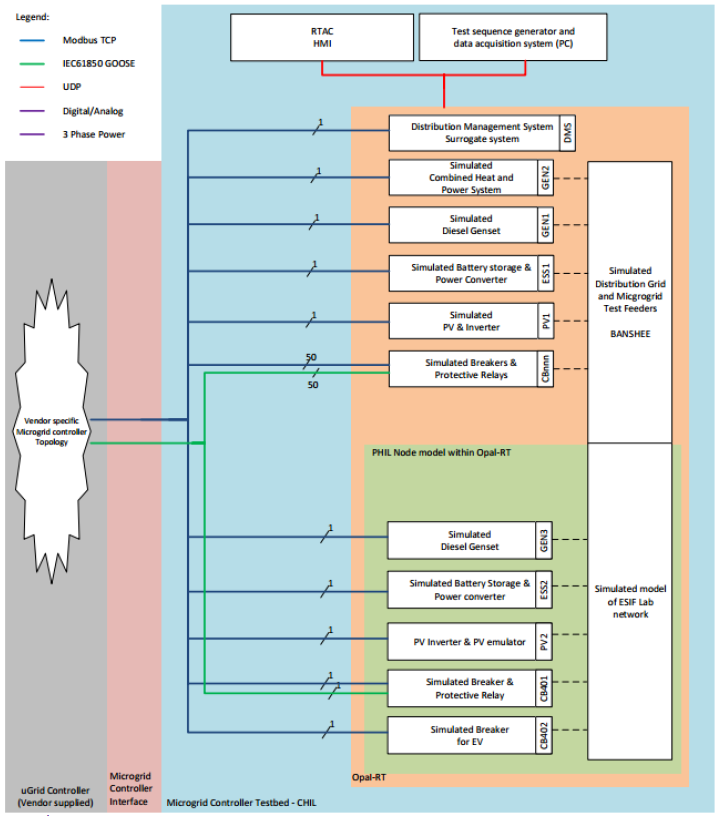 Legend:
Modbus TCP
IEC61850 GOOSE
UDP
Digital/Analog
3 Phase Power
RTAC
HMI
Test sequence generator and
data acquisition system (PC)
1
Distribution Management System
Surrogate system
DMS
1
Simulated
Combined Heat and
Power System
GEN2
1
Simulated
Diesel Genset
GEN1
1
Simulated Battery storage &
Power Converter
ESS1
1
Simulated
PV & Inverter
PV1
50
50
Simulated Breakers &
Protective Relays
CBnnn
Simulated
Distribution Grid
and Micgrogrid
Test Feeders
BANSHEE
Vendor specific
Microgrid controller
Topology
PHIL Node model within Opal-RT
1
Simulated
Diesel Genset
GEN3
1
Simulated Battery Storage &
Power converter
ESS2
1
PV Inverter & PV emulator
PV2
1
1
Simulated Breaker &
Protective Relay
CB401
1
Simulated Breaker
for EV
CB402
Simulated model
of ESIF Lab
network
Opal-RT
uGrid Controller
(Vendor supplied)
Microgrid
Controller
Interface
Microgrid Controller Testbed - CHIL